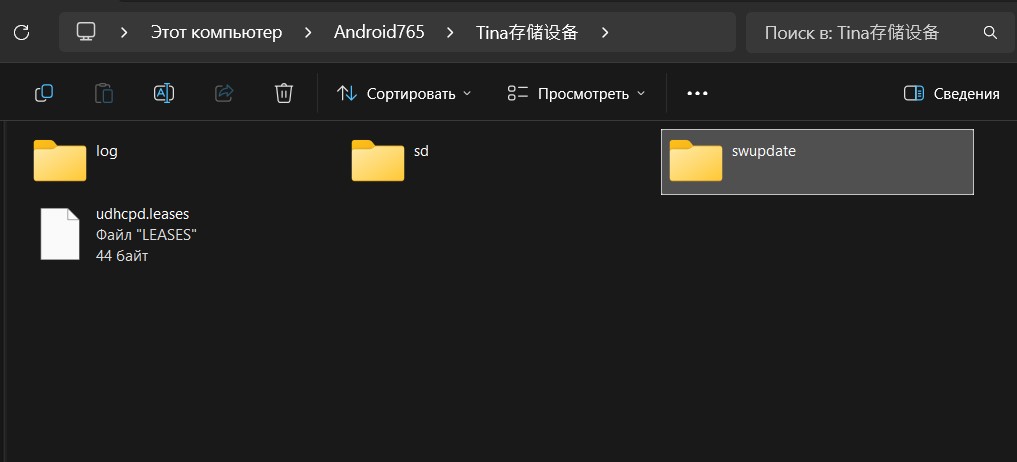 Этот компьютер > Android765 > Tina存储设备 >
Поиск в: Tina存储设备
Сортировать
Просмотреть
Сведения
log
sd
swupdate
udhcpd.leases
Файл "LEASES"
44 байт